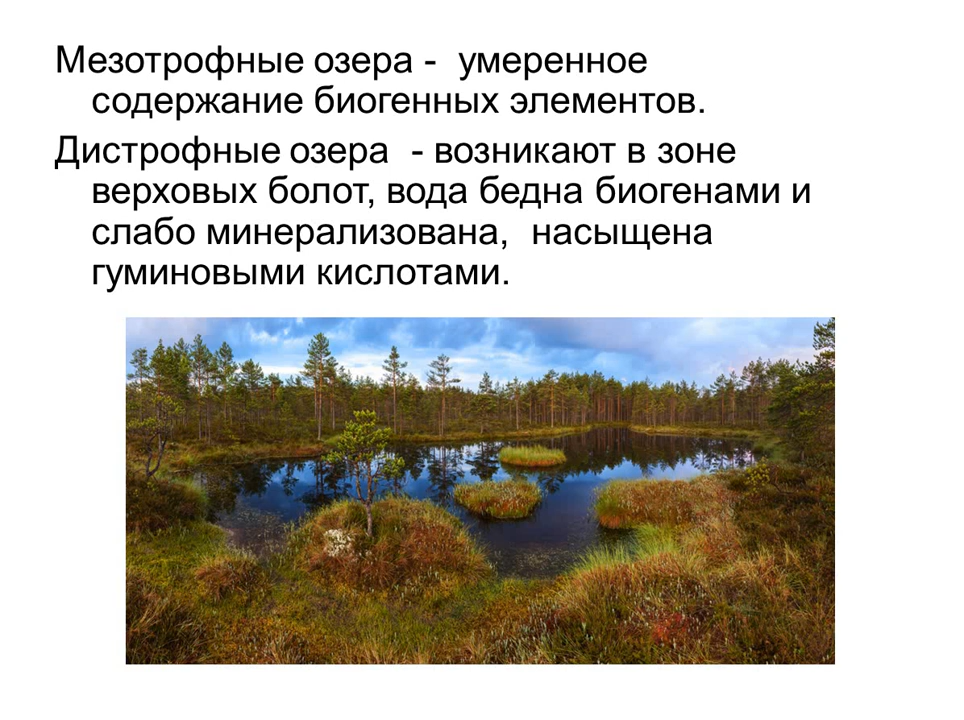 Мезотрофные озера -  умеренное
содержание биогенных элементов.
Дистрофные озера  - возникают в зоне
верховых болот, вода бедна биогенами и
слабо минерализована,  насыщена
гуминовыми кислотами.